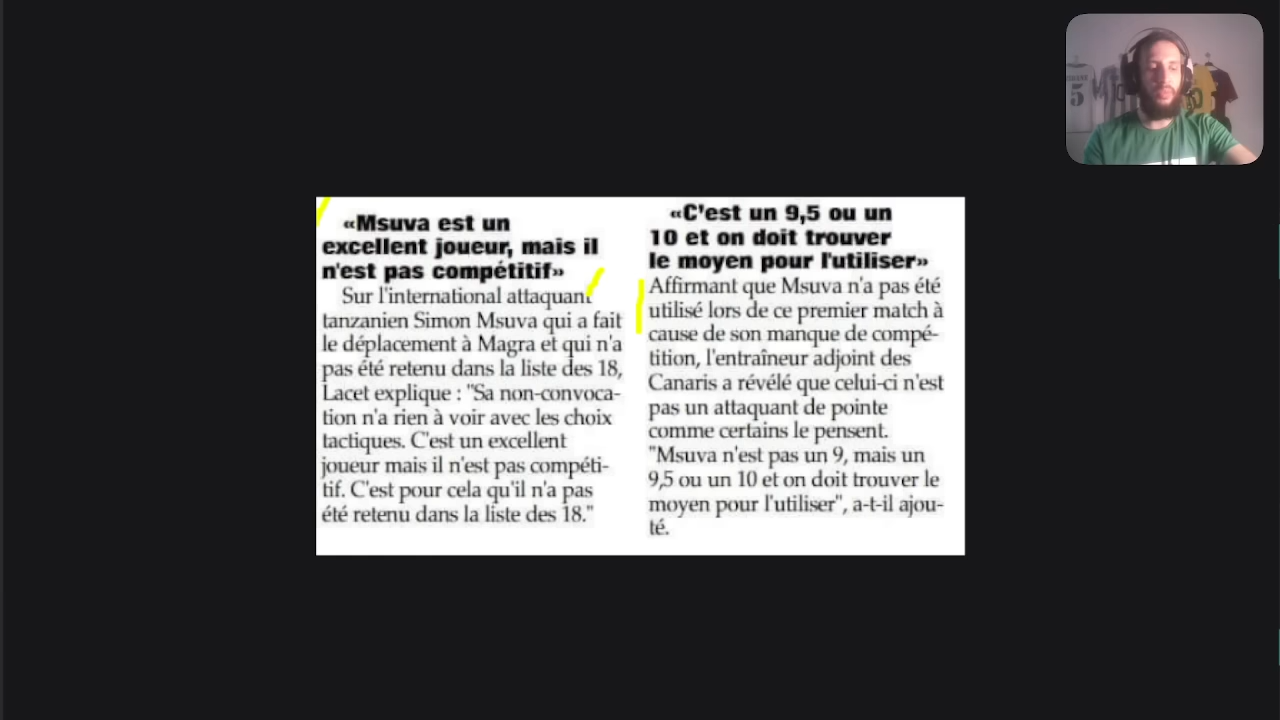 «Msuva est un
excellent joueur, mais il
n'est pas compétitif»
Sur l'international attaquant
tanzanien Simon Msuva qui a fait
le déplacement à Magra et qui n'a
pas été retenu dans la liste des 18,
Lacet explique : "Sa non-convoca-
tion n'a rien à voir avec les choix
tactiques. C'est un excellent
joueur mais il n'est pas compéti-
tif. C'est pour cela qu'il n'a pas
été retenu dans la liste des 18."
«C'est un 9,5 ou un
10 et on doit trouver
le moyen pour l'utiliser»
Affirmant que Msuva n'a pas été
utilisé lors de ce premier match à
cause de son manque de compé-
tition, l'entraîneur adjoint des
Canaris a révélé que celui-ci n'est
pas un attaquant de pointe
comme certains le pensent.
"Msuva n'est pas un 9, mais un
9,5 ou un 10 et on doit trouver le
moyen pour l'utiliser", a-t-il ajou-
té.
5